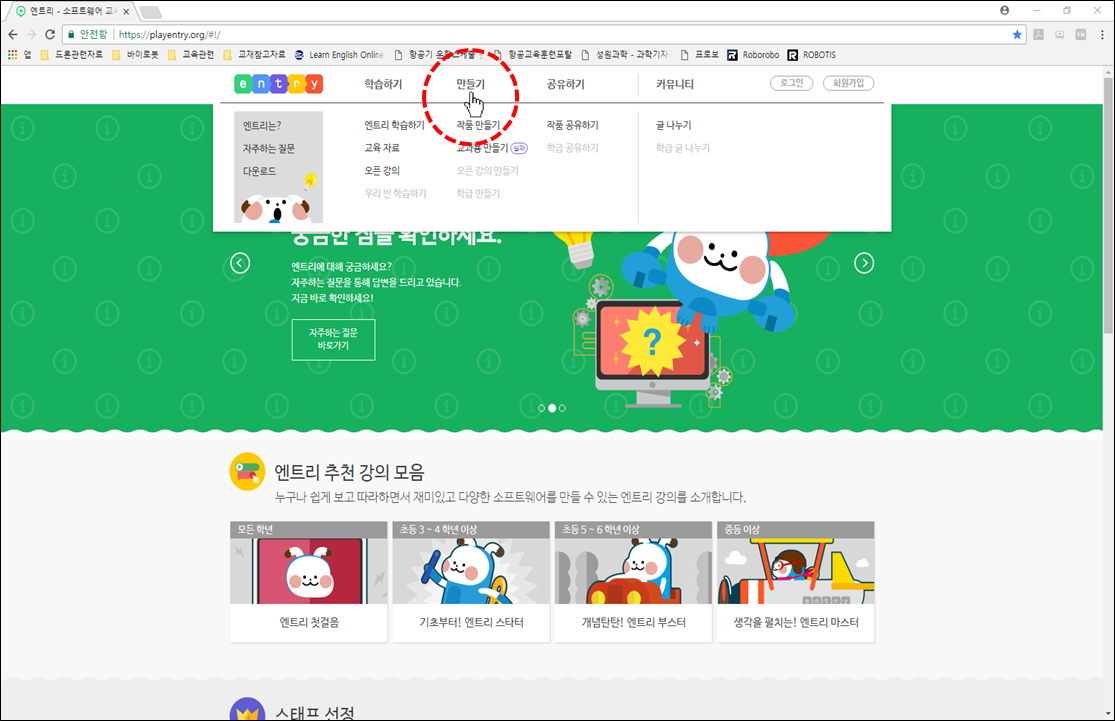 엔트리 - 소프트웨어 교육
안전함 https://playentry.org/#!/
앱 드론관련자료 바이로봇 교육관련 교재참고자료 Learn English Online 항공기 운항스케줄 항공교육훈련포탈 성원과학 - 과학기자 프로보 Roborobo ROBOTIS
entry 학습하기 만들기 공유하기 커뮤니티 로그인 회원가입
엔트리는? 엔트리 학습하기 작품 만들기 작품 공유하기 글 나누기
자주하는 질문 교육 자료 교과용 만들기 실과 학급 공유하기 학급 글 나누기
다운로드 오픈 강의 오픈 강의 만들기
우리 반 학습하기 학급 만들기
궁금한 점을 확인하세요.
엔트리에 대해 궁금하세요?
자주하는 질문을 통해 답변을 드리고 있습니다.
지금 바로 확인하세요!
자주하는 질문
바로가기
?
엔트리 추천 강의 모음
누구나 쉽게 보고 따라하면서 재미있고 다양한 소프트웨어를 만들 수 있는 엔트리 강의를 소개합니다.
모든 학년 초등 3 ~ 4 학년 이상 초등 5 ~ 6 학년 이상 중등 이상
entry
엔트리 첫걸음 기초부터! 엔트리 스타터 개념탄탄! 엔트리 부스터 생각을 펼치는! 엔트리 마스터
스태프 선정